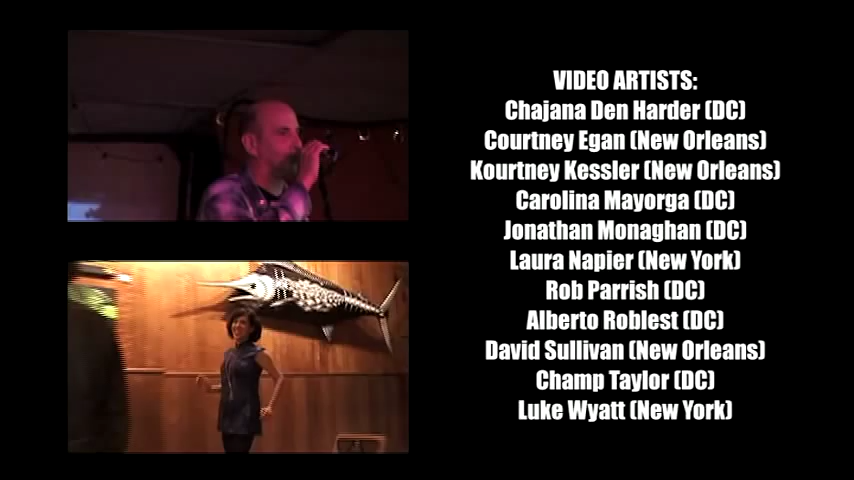 VIDEO ARTISTS:
Chajana Den Harder (DC)
Courtney Egan (New Orleans)
Kourtney Kessler (New Orleans)
Carolina Mayorga (DC)
Jonathan Monaghan (DC)
Laura Napier (New York)
Rob Parrish (DC)
Alberto Roblest (DC)
David Sullivan (New Orleans)
Champ Taylor (DC)
Luke Wyatt (New York)